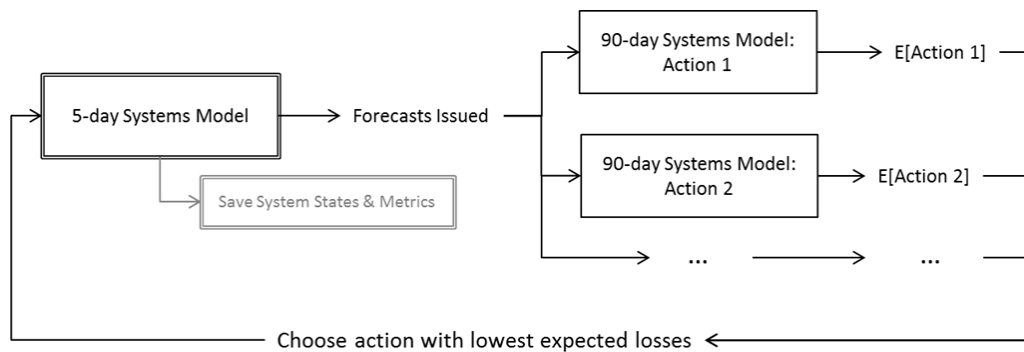 90-day Systems Model:
Action 1
E[Action 1]
5-day Systems Model
Forecasts Issued
90-day Systems Model:
Action 2
E[Action 2]
Save System States & Metrics
...
...
Choose action with lowest expected losses